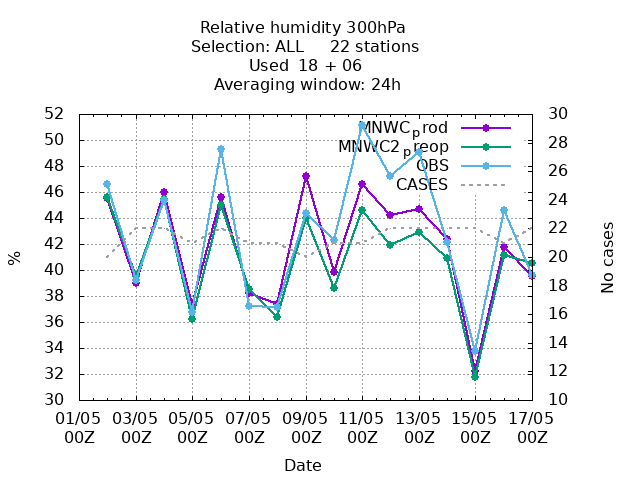 Relative humidity 300hPa
Selection: ALL 22 stations
Used 18 + 06
Averaging window: 24h
52 30
MNWCprod
50 28
MNWC2preop
48 OBS 26
46 CASES 24
44 22
42 20
% No cases
40
38 18
36 16
34 14
32 12
30 10
01/05 03/05 05/05 07/05 09/05 11/05 13/05 15/05 17/05
00Z 00Z 00Z 00Z 00Z 00Z 00Z 00Z 00Z
Date